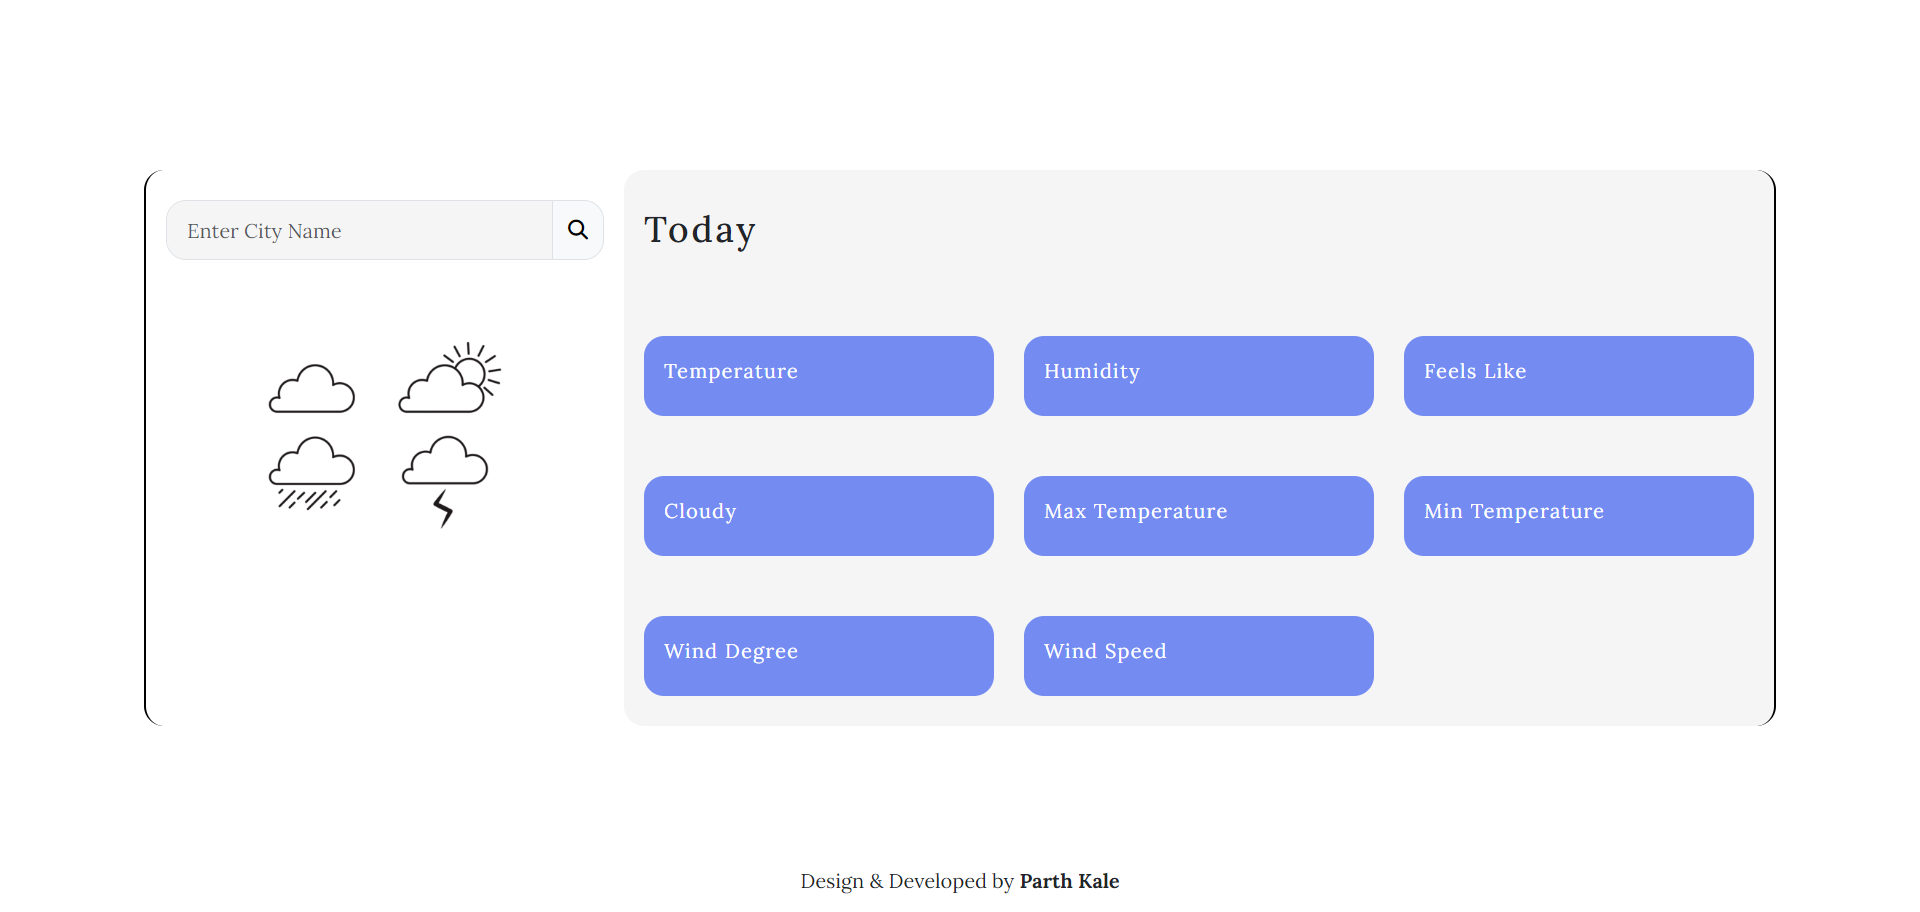 Enter City Name
Today
Temperature
Humidity
Feels Like
Cloudy
Max Temperature
Min Temperature
Wind Degree
Wind Speed
Design & Developed by Parth Kale